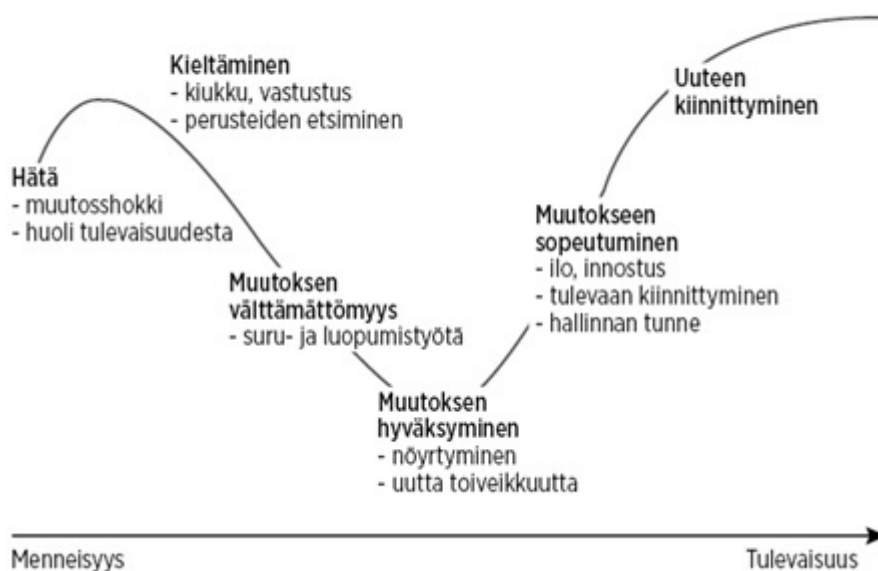 Kieltäminen
- kiukku, vastustus
- perusteiden etsiminen
Hätä
- muutosshokki
- huoli tulevaisuudesta
Muutoksen
välttämättömyys
- suru- ja luopumistyötä
Muutoksen
hyväksyminen
- nöyrtyminen
- uutta toiveikkuutta
Muutokseen
sopeutuminen
- ilo, innostus
- tulevaan kiinnittyminen
- hallinnan tunne
Uuteen
kiinnittyminen
Menneisyys
Tulevaisuus